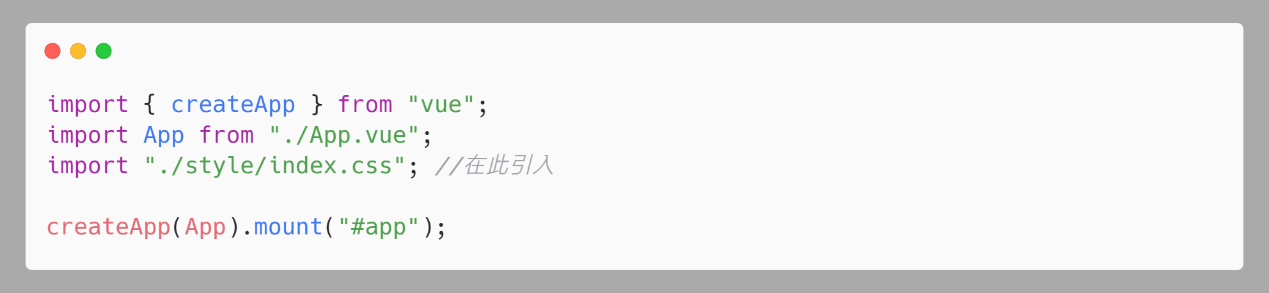 import { createApp } from "vue";
import App from "./App.vue";
import "./style/index.css"; //在此引入
createApp(App).mount("#app");